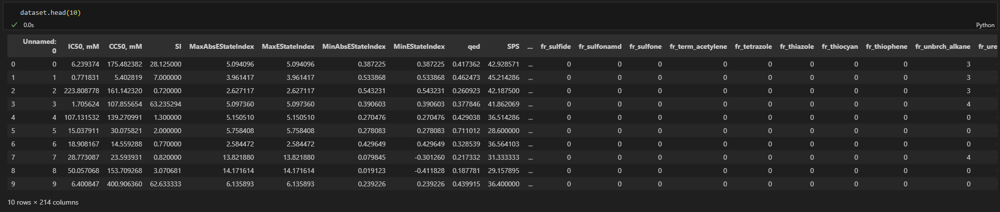 dataset.head(10)
0.0s
Python
Unnamed: 0 IC50, mM CC50, mM SI MaxAbsEStateIndex MaxEStateIndex MinAbsEStateIndex MinEStateIndex qed SPS ... fr_sulfide fr_sulfonamd fr_sulfone fr_term_acetylene fr_tetrazole fr_thiazole fr_thiocyan fr_thiophene fr_unbrch_alkane fr_ure
0 0 6.239374 175.482382 28.125000 5.094096 5.094096 0.387225 0.387225 0.417362 42.928571 ... 0 0 0 0 0 0 0 0 3
1 1 0.771831 5.402819 7.000000 3.961417 3.961417 0.533868 0.533868 0.462473 45.214286 ... 0 0 0 0 0 0 0 0 3
2 2 223.808778 161.142320 0.720000 2.627117 2.627117 0.543231 0.543231 0.260923 42.187500 ... 0 0 0 0 0 0 0 0 3
3 3 1.705624 107.855654 63.235294 5.097360 5.097360 0.390603 0.390603 0.377846 41.862069 ... 0 0 0 0 0 0 0 0 4
4 4 107.131532 139.270991 1.300000 5.150510 5.150510 0.270476 0.270476 0.429038 36.514286 ... 0 0 0 0 0 0 0 0 0
5 5 15.037911 30.075821 2.000000 5.758408 5.758408 0.278083 0.278083 0.711012 28.600000 ... 0 0 0 0 0 0 0 0 0
6 6 18.908167 14.559288 0.770000 2.584472 2.584472 0.429649 0.429649 0.328539 36.564103 ... 0 0 0 0 0 0 0 0 0
7 7 28.773087 23.593931 0.820000 13.821880 13.821880 0.079845 -0.301260 0.217332 31.333333 ... 0 0 0 0 0 0 0 0 4
8 8 50.057068 153.709268 3.070681 14.171614 14.171614 0.019123 -0.411828 0.187781 29.157895 ... 0 0 0 0 0 0 0 0 0
9 9 6.400847 400.906360 62.633333 6.135893 6.135893 0.239226 0.239226 0.439915 36.400000 ... 0 0 0 0 0 0 0 0 0
10 rows × 214 columns